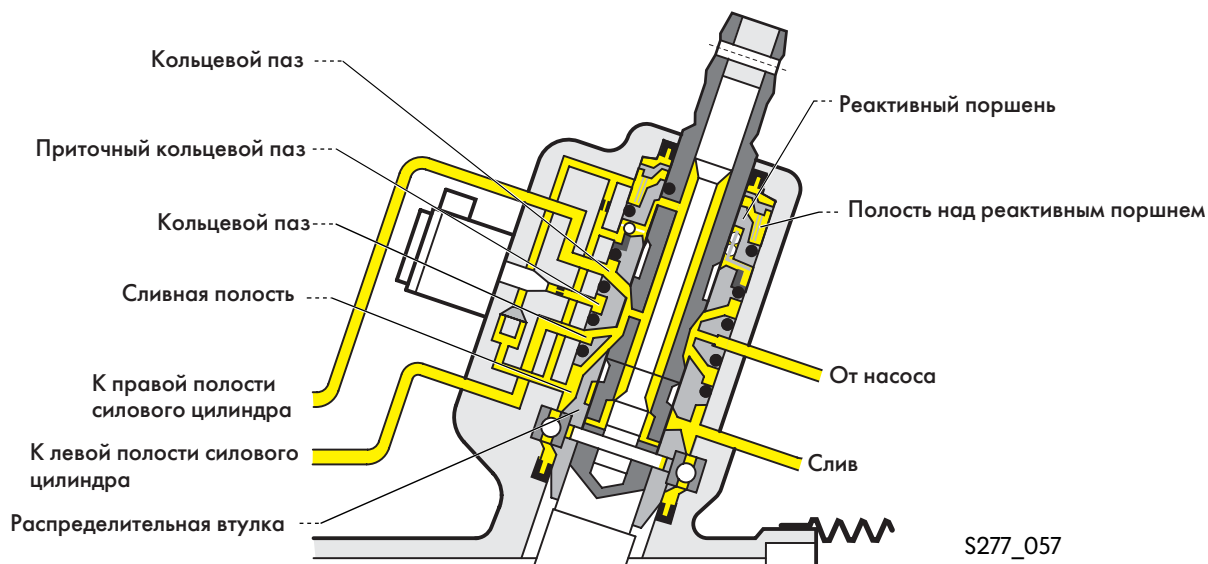 Кольцевой паз
Реактивный поршень
Приточный кольцевой паз
Полость над реактивным поршнем
Кольцевой паз
Сливная полость
От насоса
К правой полости
силового цилиндра
К левой полости силового
цилиндра
Слив
Распределительная втулка
S277_057